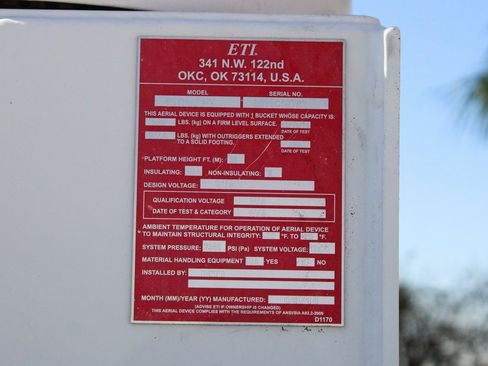 ETI.
341 N.W. 122nd
OKC, OK 73114, U.S.A.
MODEL SERIAL NO.
THIS AERIAL DEVICE IS EQUIPPED WITH 1 BUCKET WHOSE CAPACITY IS:
LBS. (kg) ON A FIRM LEVEL SURFACE.
DATE OF TEST
LBS. (kg) WITH OUTRIGGERS EXTENDED
TO A SOLID FOOTING.
DATE OF TEST
PLATFORM HEIGHT FT. (M):
INSULATING: NON-INSULATING:
DESIGN VOLTAGE:
QUALIFICATION VOLTAGE
DATE OF TEST & CATEGORY
AMBIENT TEMPERATURE FOR OPERATION OF AERIAL DEVICE
TO MAINTAIN STRUCTURAL INTEGRITY: °F. TO °F.
SYSTEM PRESSURE: PSI (Pa) SYSTEM VOLTAGE:
MATERIAL HANDLING EQUIPMENT YES NO
INSTALLED BY:
MONTH (MM)/YEAR (YY) MANUFACTURED:
(ADVISE ETI IF OWNERSHIP IS CHANGED)
THIS AERIAL DEVICE COMPLIES WITH THE REQUIREMENTS OF ANSI/SIA A92.2-2009
D1170